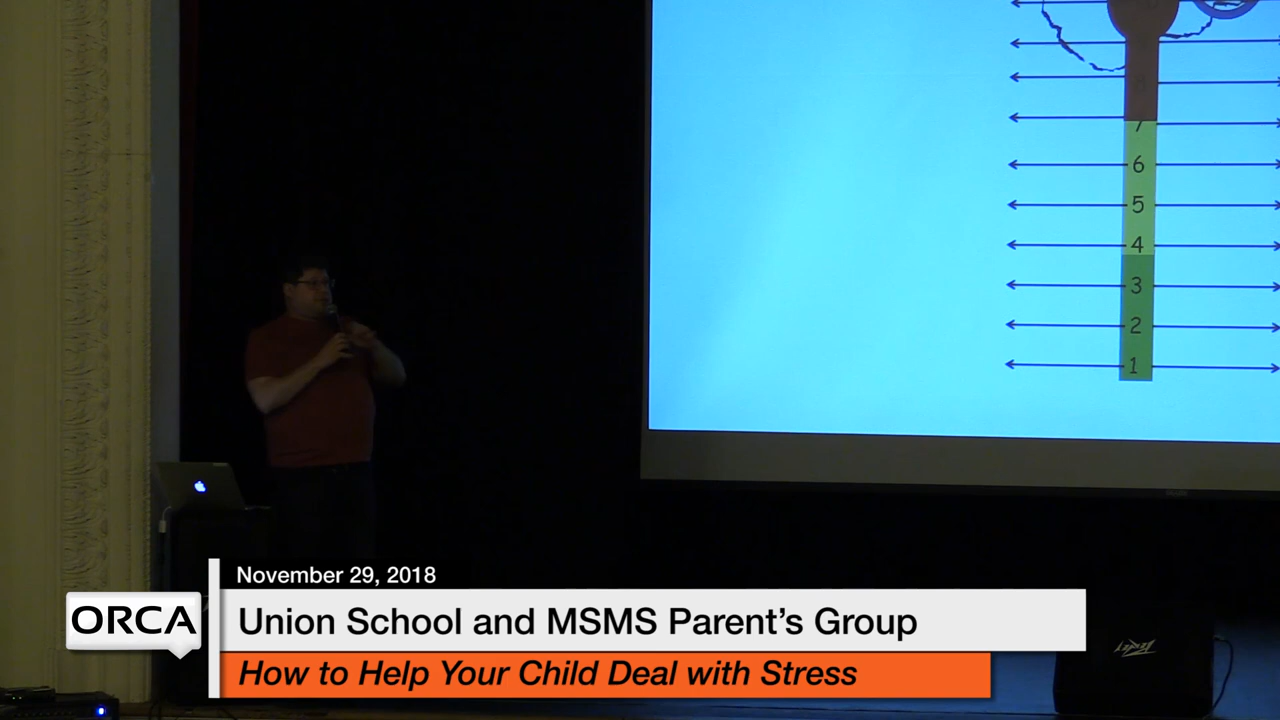 7
6
5
4
3
2
1
November 29, 2018
ORCA
Union School and MSMS Parent's Group
How to Help Your Child Deal with Stress